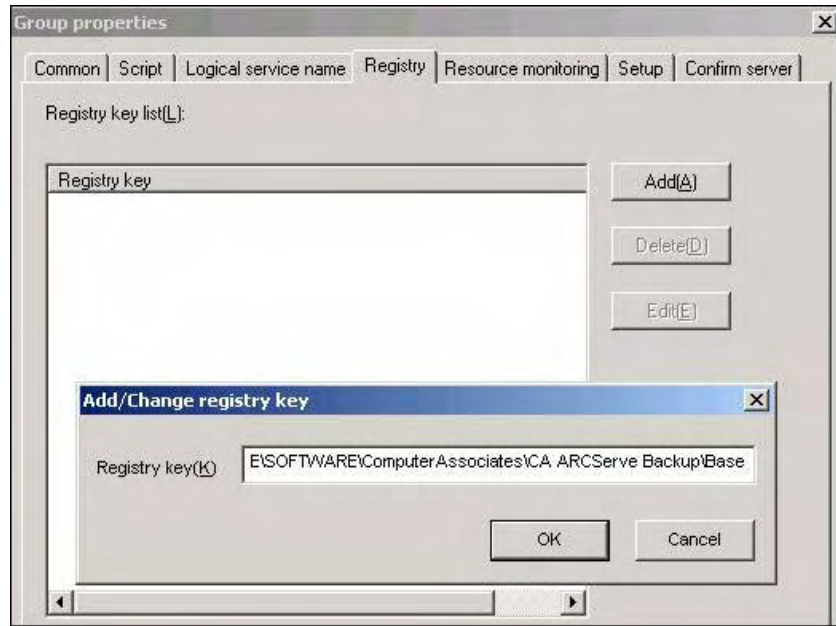 Group properties
Common Script Logical service name Registry Resource monitoring Setup Confirm server
Registry key list(L):
Registry key
Add(A)
Delete(D)
Edit(E)
Add/Change registry key
Registry key(K) E\SOFTWARE\ComputerAssociates\CA ARCServe Backup\Base
OK Cancel